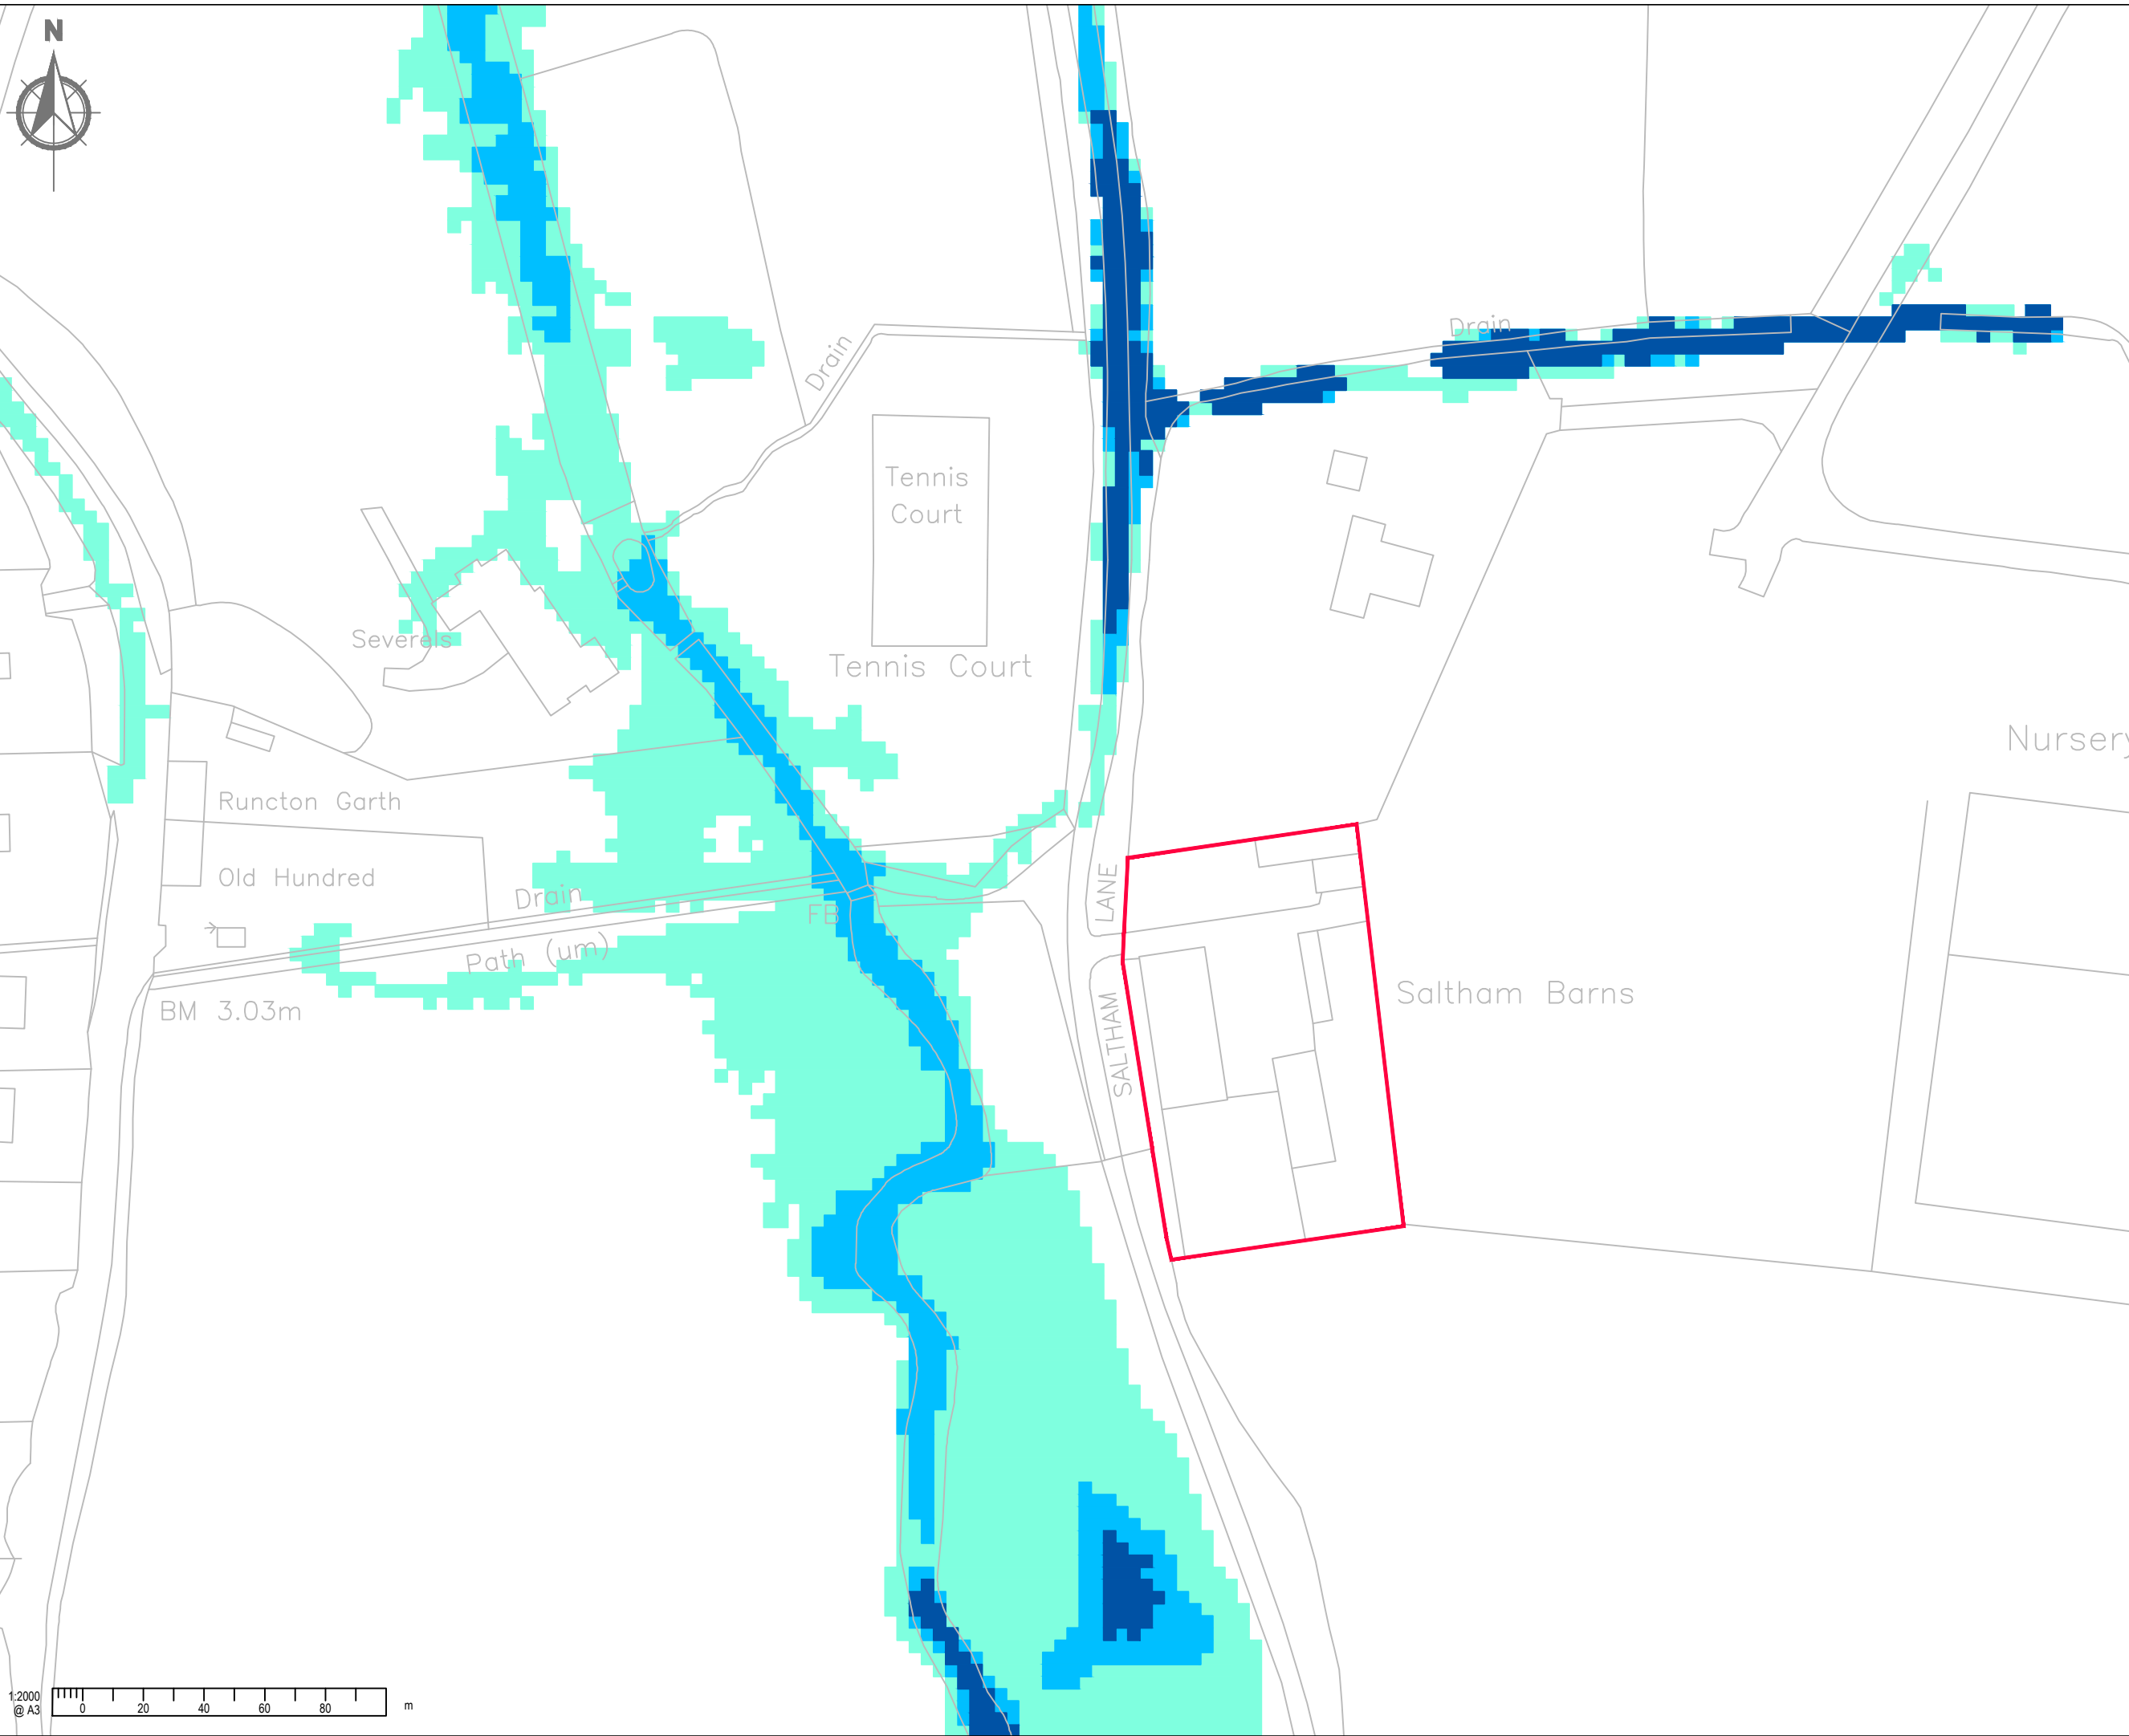 N
Drain
Drain
Tennis
Court
Severels
Tennis Court
Runcton Garth
Old Hundred
Drain
FB
Path (um)
BM 3.03m
SALTHAM LANE
Saltham Barns
Nursery
1:2000
@ A3
0 20 40 60 80 m